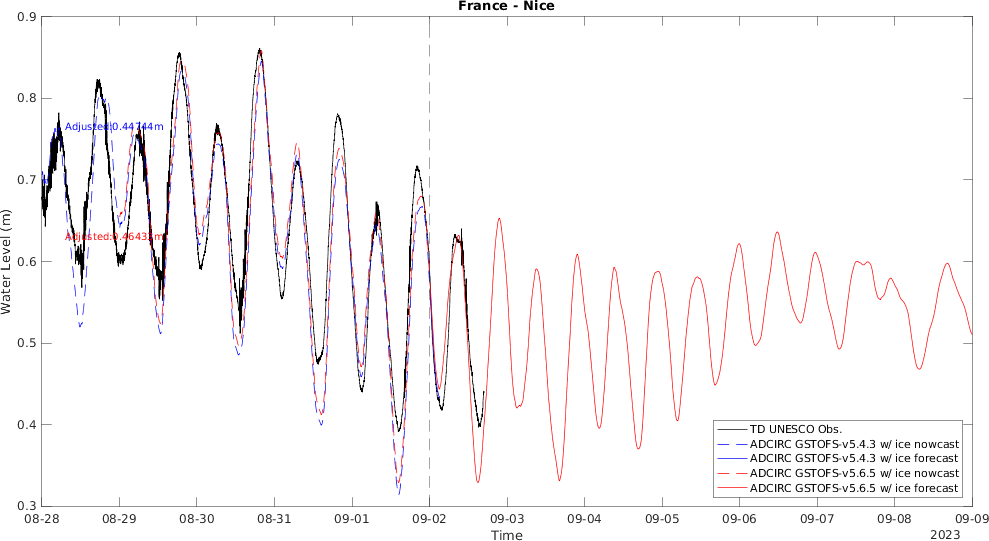 France - Nice
0.9
0.8
0.7
0.6
0.5
0.4
0.3
Water Level (m)
Adjusted:0.44744m
Adjusted:0.4643 m
TD UNESCO Obs.
ADCIRC GSTOFS-v5.4.3 w/ ice nowcast
ADCIRC GSTOFS-v5.4.3 w/ ice forecast
ADCIRC GSTOFS-v5.6.5 w/ ice nowcast
ADCIRC GSTOFS-v5.6.5 w/ ice forecast
08-28 08-29 08-30 08-31 09-01 09-02 09-03 09-04 09-05 09-06 09-07 09-08 09-09
Time
2023